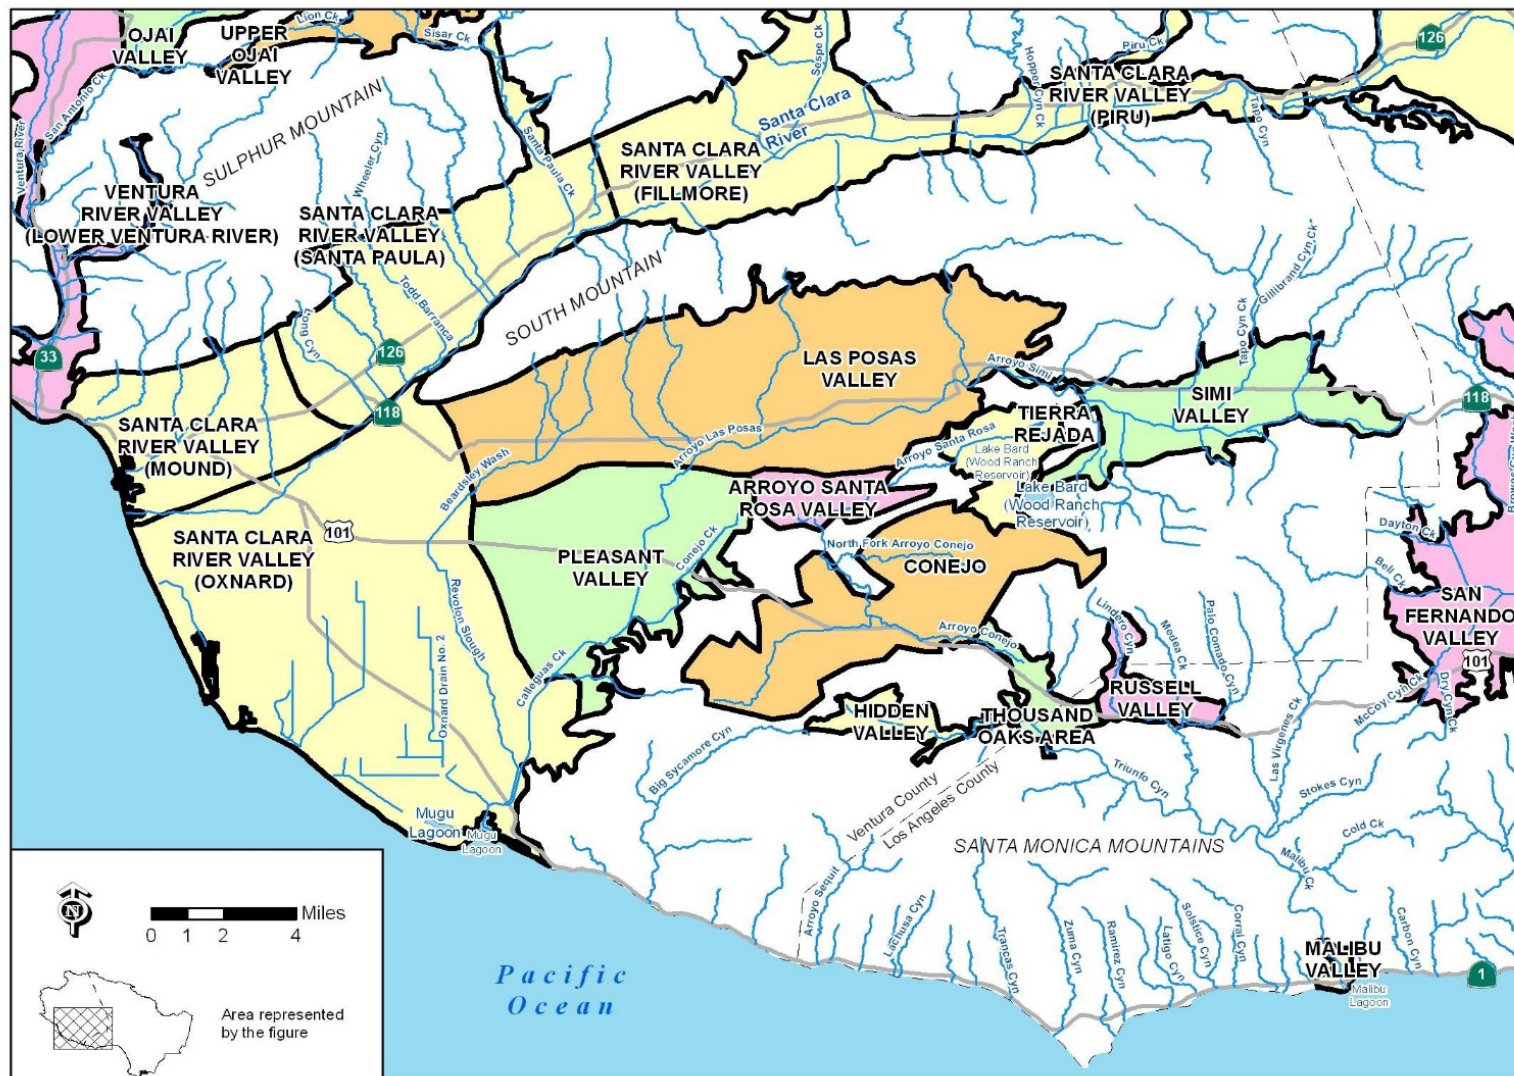 OJAI
VALLEY
UPPER
OJAI
VALLEY
Lion Ck
Sisar Ck
Sespe Ck
Hopper Cyn Ck
Piru Ck
126
Ventura River
San Antonio Ck
SULPHUR MOUNTAIN
Wheeler Cyn
Santa Paula Ck
Santa Clara
River
SANTA CLARA
RIVER VALLEY
(PIRU)
Tapo Cyn
SANTA CLARA
RIVER VALLEY
(FILLMORE)
VENTURA
RIVER VALLEY
(LOWER VENTURA RIVER)
SANTA CLARA
RIVER VALLEY
(SANTA PAULA)
Todd Barranca
Long Cyn
SOUTH MOUNTAIN
Tapo Cyn Ck
Gillibrand Cyn Ck
33
126
118
LAS POSAS
VALLEY
Arroyo Simi
SIMI
VALLEY
118
SANTA CLARA
RIVER VALLEY
(MOUND)
Beardsley Wash
Arroyo Las Posas
Arroyo Santa Rosa
TIERRA
REJADA
Lake Bard
(Wood Ranch
Reservoir)
Lake Bard
(Wood Ranch
Reservoir)
ARROYO SANTA
ROSA VALLEY
SANTA CLARA
RIVER VALLEY
(OXNARD)
101
PLEASANT
VALLEY
Conejo Ck
North Fork Arroyo Conejo
CONEJO
Dayton Ck
Bell Ck
SAN
FERNANDO
VALLEY
101
Revolon Slough
Oxnard Drain No. 2
Calleguas Ck
Arroyo Conejo
Lindero Cyn
Medea Ck
Palo Comado Cyn
RUSSELL
VALLEY
HIDDEN
VALLEY
THOUSAND
OAKS AREA
McCoy Cyn Ck
Dry Cyn Ck
Las Virgenes Ck
Big Sycamore Cyn
Triunfo Cyn
Stokes Cyn
Ventura County
Los Angeles County
Cold Ck
Mugu
Lagoon
Mugu
Lagoon
SANTA MONICA MOUNTAINS
Malibu Ck
Arroyo Sequit
Lachusa Cyn
Trancas Cyn
Zuma Cyn
Ramirez Cyn
Latigo Cyn
Solstice Cyn
Corral Cyn
Carbon Cyn
MALIBU
VALLEY
Malibu
Lagoon
1
Pacific
Ocean
N
Miles
0 1 2 4
Area represented
by the figure